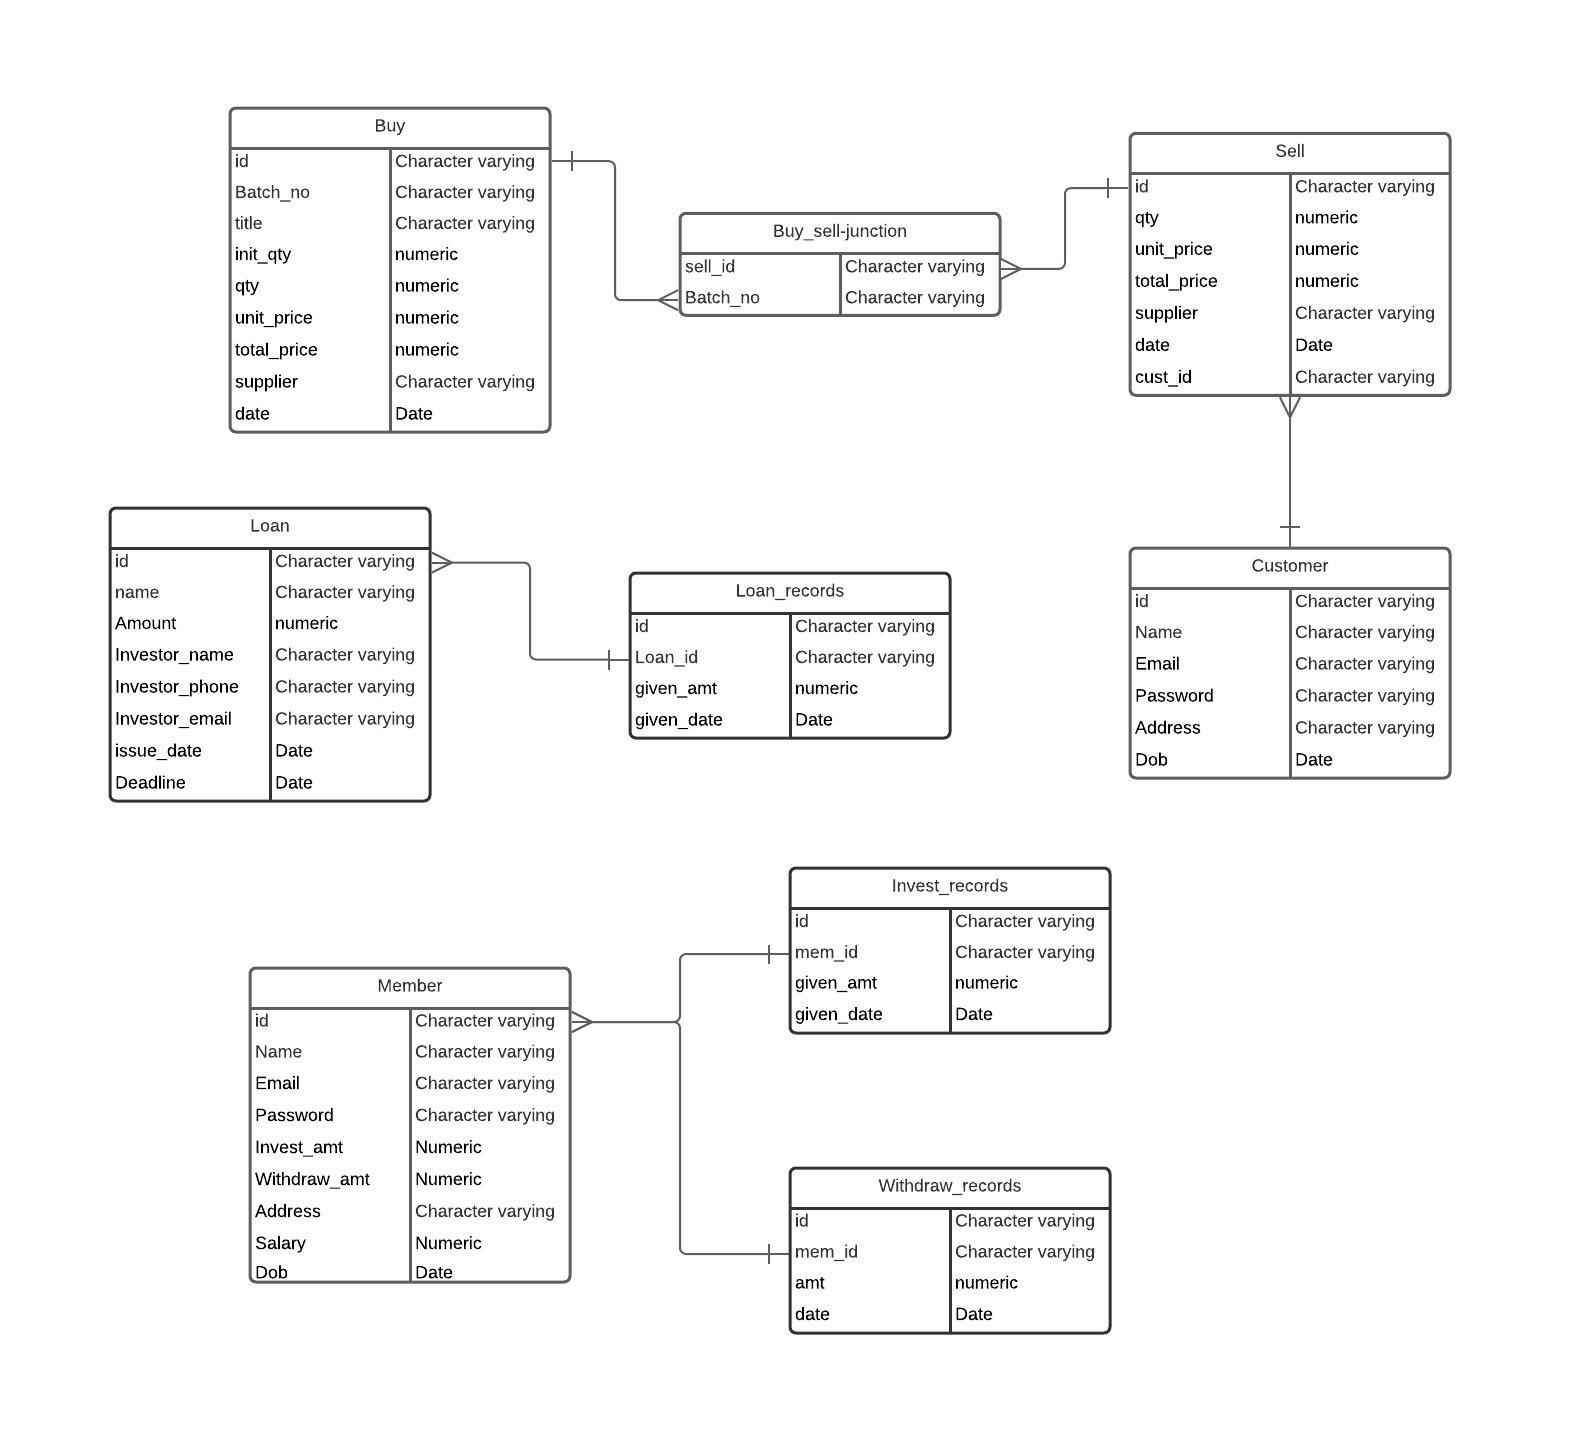 Buy
id Character varying
Batch_no Character varying
title Character varying
init_qty numeric
qty numeric
unit_price numeric
total_price numeric
supplier Character varying
date Date
Buy_sell-junction
sell_id Character varying
Batch_no Character varying
Sell
id Character varying
qty numeric
unit_price numeric
total_price numeric
supplier Character varying
date Date
cust_id Character varying
Loan
id Character varying
name Character varying
Amount numeric
Investor_name Character varying
Investor_phone Character varying
Investor_email Character varying
issue_date Date
Deadline Date
Loan_records
id Character varying
Loan_id Character varying
given_amt numeric
given_date Date
Customer
id Character varying
Name Character varying
Email Character varying
Password Character varying
Address Character varying
Dob Date
Invest_records
id Character varying
mem_id Character varying
given_amt numeric
given_date Date
Member
id Character varying
Name Character varying
Email Character varying
Password Character varying
Invest_amt Numeric
Withdraw_amt Numeric
Address Character varying
Salary Numeric
Dob Date
Withdraw_records
id Character varying
mem_id Character varying
amt numeric
date Date